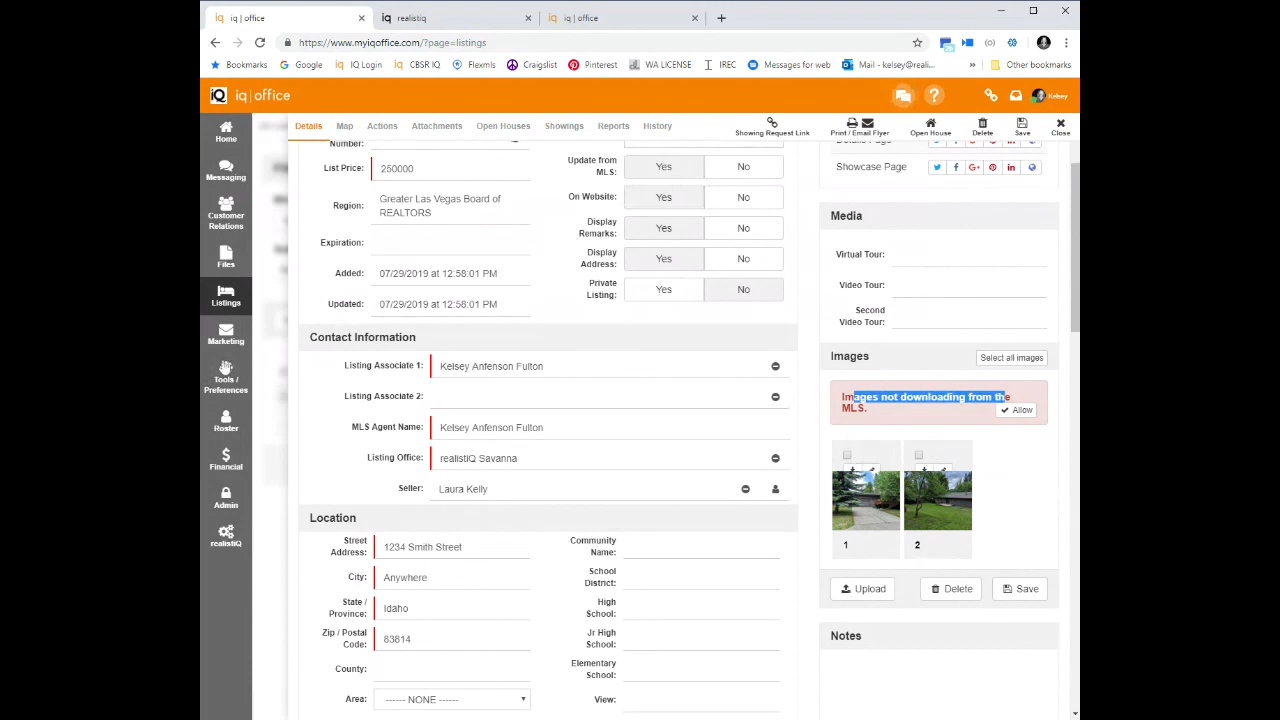 iq | office
realistiq
iq | office
https://www.myiqoffice.com/?page=listings
Bookmarks
Google
IQ Login
CBSR IQ
Flexmls
Craigslist
Pinterest
WA LICENSE
IREC
Messages for web
Mail - kelsey@reali...
»
Other bookmarks
iQ iq | office
Kelsey
Home
Messaging
Customer
Relations
Files
Listings
Marketing
Tools /
Preferences
Roster
Financial
Admin
realistiQ
Details
Map
Actions
Attachments
Open Houses
Showings
Reports
History
Showing Request Link
Print / Email Flyer
Open House
Delete
Save
Close
Number:
List Price: 250000
Region: Greater Las Vegas Board of
REALTORS
Expiration:
Added: 07/29/2019 at 12:58:01 PM
Updated: 07/29/2019 at 12:58:01 PM
Update from
MLS: Yes No
On Website: Yes No
Display
Remarks: Yes No
Display
Address: Yes No
Private
Listing: Yes No
Contact Information
Listing Associate 1: Kelsey Anfenson Fulton
Listing Associate 2:
MLS Agent Name: Kelsey Anfenson Fulton
Listing Office: realistiQ Savanna
Seller: Laura Kelly
Location
Street
Address: 1234 Smith Street
City: Anywhere
State /
Province: Idaho
Zip / Postal
Code: 83814
County:
Area: ------ NONE ------
Community
Name:
School
District:
High
School:
Jr High
School:
Elementary
School:
View:
Details Page
Showcase Page
Media
Virtual Tour:
Video Tour:
Second
Video Tour:
Images
Select all images
Images not downloading from the
MLS.
Allow
1
2
Upload
Delete
Save
Notes